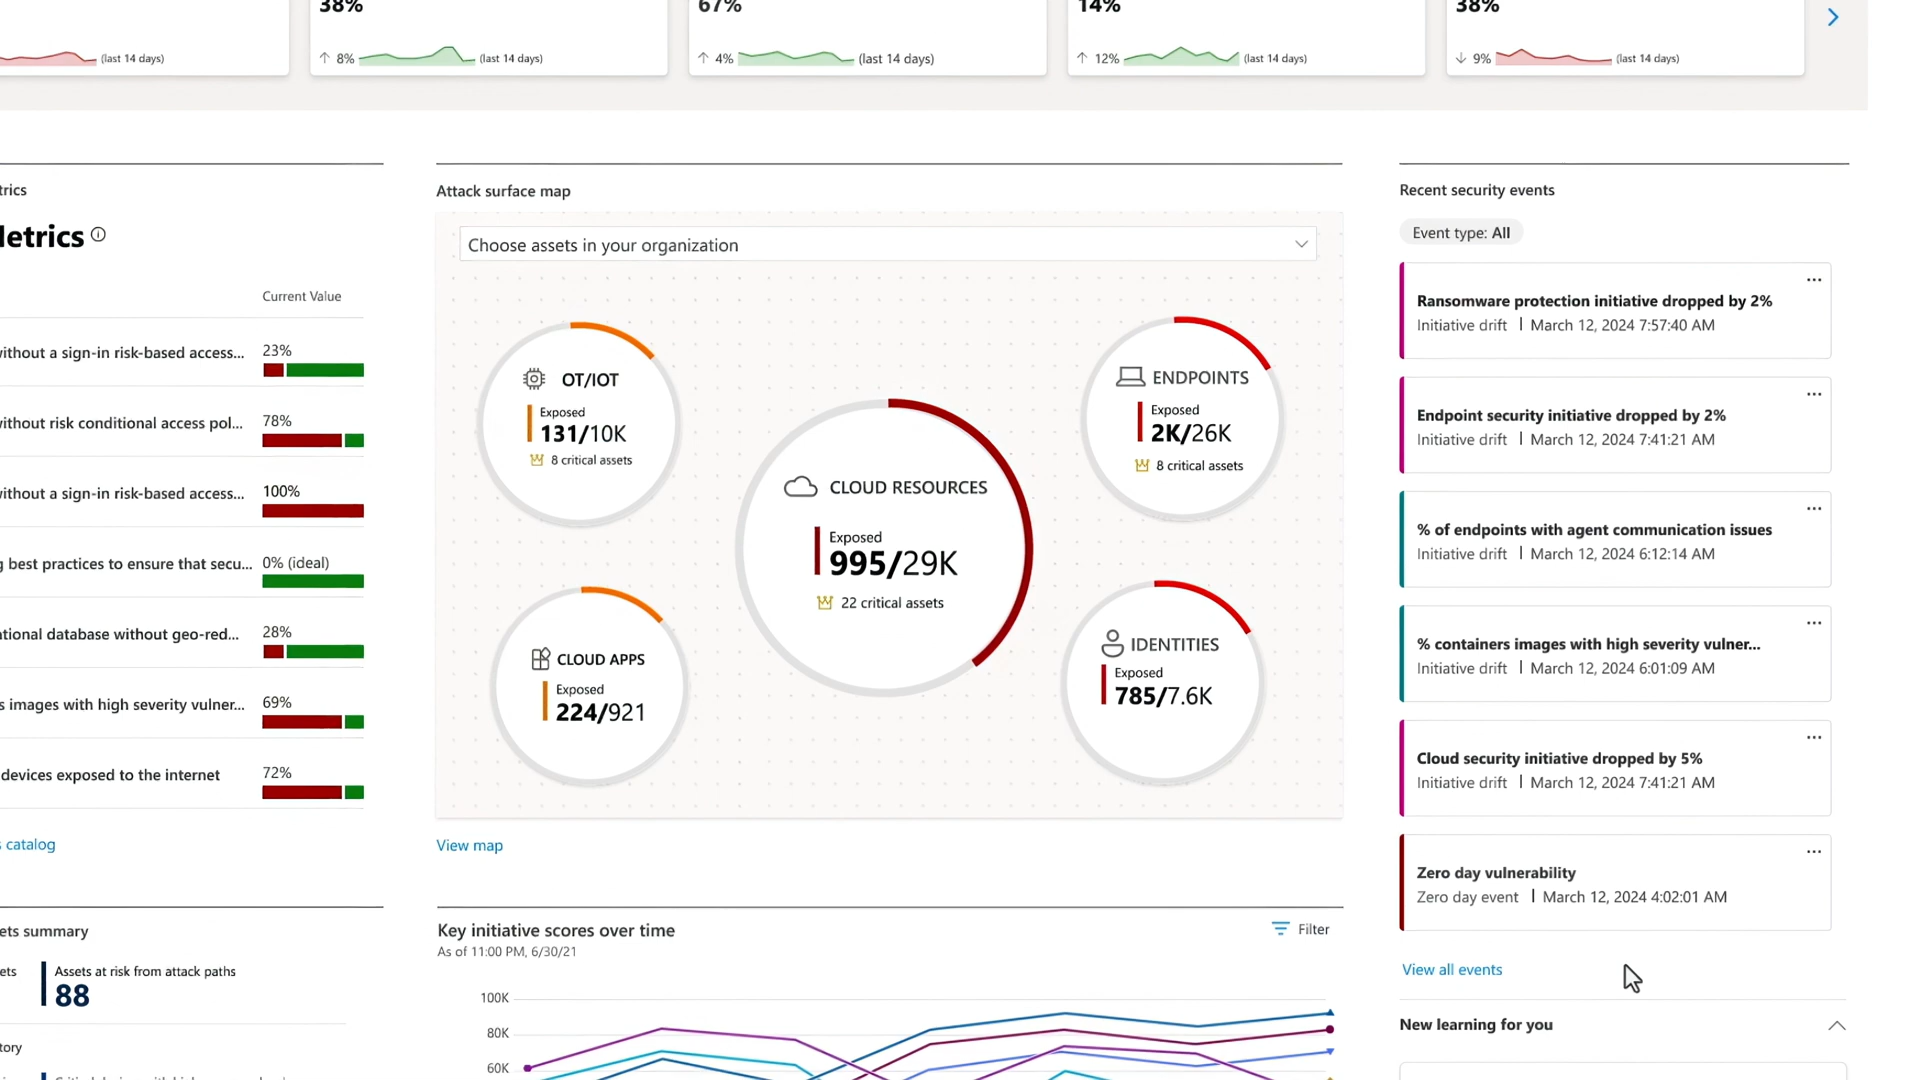 38%
67%
14%
38%
(last 14 days)
8% (last 14 days)
4% (last 14 days)
12% (last 14 days)
9% (last 14 days)
trics
Metrics
Current Value
without a sign-in risk-based access...
23%
without risk conditional access pol...
78%
without a sign-in risk-based access...
100%
g best practices to ensure that secu...
0% (ideal)
ational database without geo-red...
28%
s images with high severity vulner...
69%
devices exposed to the internet
72%
s catalog
ets summary
ets
Assets at risk from attack paths
88
tory
Attack surface map
Choose assets in your organization
OT/IOT
Exposed
131/10K
8 critical assets
ENDPOINTS
Exposed
2K/26K
8 critical assets
CLOUD RESOURCES
Exposed
995/29K
22 critical assets
CLOUD APPS
Exposed
224/921
IDENTITIES
Exposed
785/7.6K
View map
Key initiative scores over time
As of 11:00 PM, 6/30/21
Filter
100K
80K
60K
Recent security events
Event type: All
Ransomware protection initiative dropped by 2%
Initiative drift | March 12, 2024 7:57:40 AM
Endpoint security initiative dropped by 2%
Initiative drift | March 12, 2024 7:41:21 AM
% of endpoints with agent communication issues
Initiative drift | March 12, 2024 6:12:14 AM
% containers images with high severity vulner...
Initiative drift | March 12, 2024 6:01:09 AM
Cloud security initiative dropped by 5%
Initiative drift | March 12, 2024 7:41:21 AM
Zero day vulnerability
Zero day event | March 12, 2024 4:02:01 AM
View all events
New learning for you